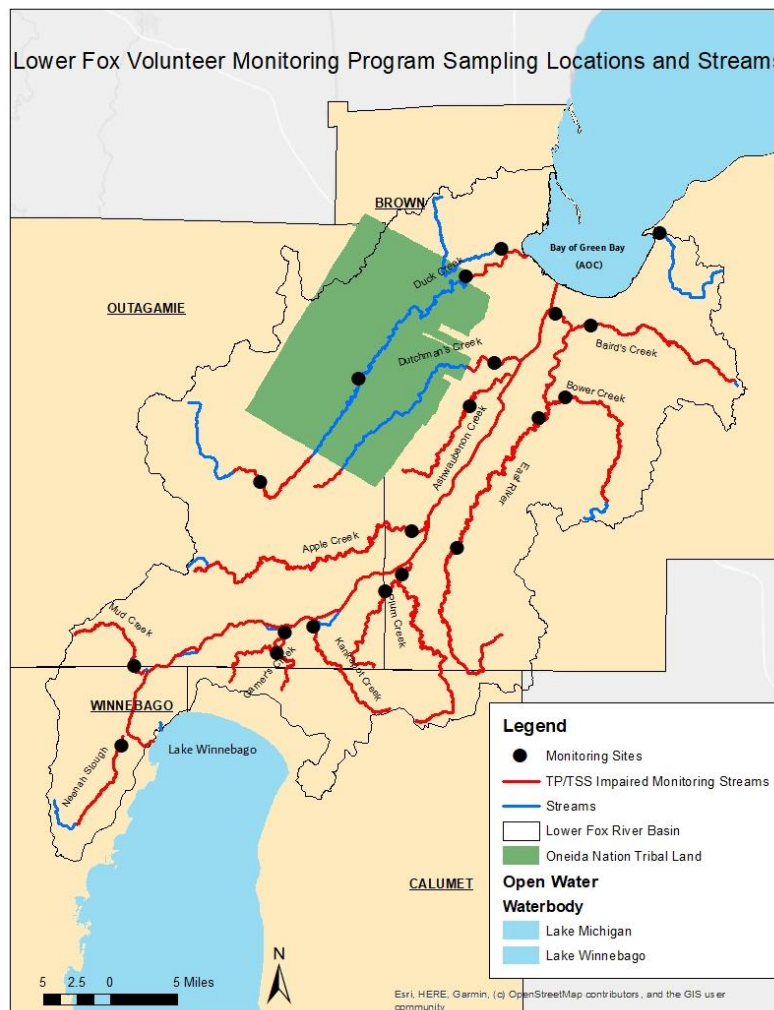 Lower Fox Volunteer Monitoring Program Sampling Locations and Streams
BROWN
Bay of Green Bay
(AOC)
Duck Creek
OUTAGAMIE
Dutchman's Creek
Baird's Creek
Bower Creek
Ashwaubenon Creek
East River
Apple Creek
Plum Creek
Mud Creek
Kankapot Creek
Garner's Creek
WINNEBAGO
Lake Winnebago
Neenah Slough
CALUMET
Legend
Monitoring Sites
TP/TSS Impaired Monitoring Streams
Streams
Lower Fox River Basin
Oneida Nation Tribal Land
Open Water
Waterbody
Lake Michigan
Lake Winnebago
N
5 2.5 0 5 Miles
Esri, HERE, Garmin, (c) OpenStreetMap contributors, and the GIS user
community